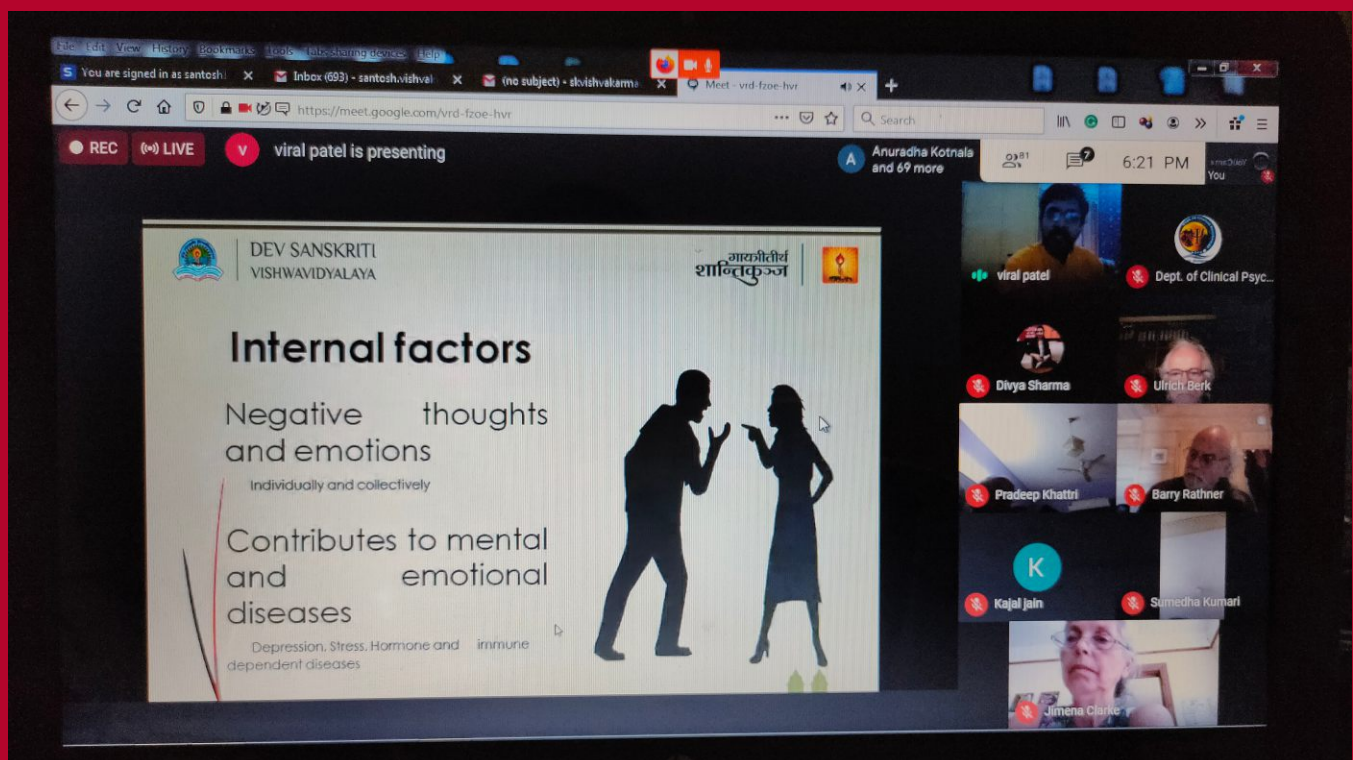 File Edit View History Bookmarks Tools Tabs sharing devices Help
S You are signed in as santosh
Inbox (693) - santosh.vishval
(no subject) - skvishvakarma
Meet - vrd-fzoe-hvr
https://meet.google.com/vrd-fzoe-hvr
Search
REC
LIVE
V
viral patel is presenting
A
Anuradha Kotnala
and 69 more
81
7
6:21 PM
You
DEV SANSKRITI
VISHWAVIDYALAYA
गायत्रीतीर्थ
शान्तिकुञ्ज
Internal factors
Negative thoughts
and emotions
Individually and collectively
Contributes to mental
and emotional
diseases
Depression, Stress, Hormone and immune
dependent diseases
viral patel
Dept. of Clinical Psyc...
Divya Sharma
Ulrich Berk
Pradeep Khattri
Barry Rathner
K
Kajal jain
Sumedha Kumari
Jimena Clarke